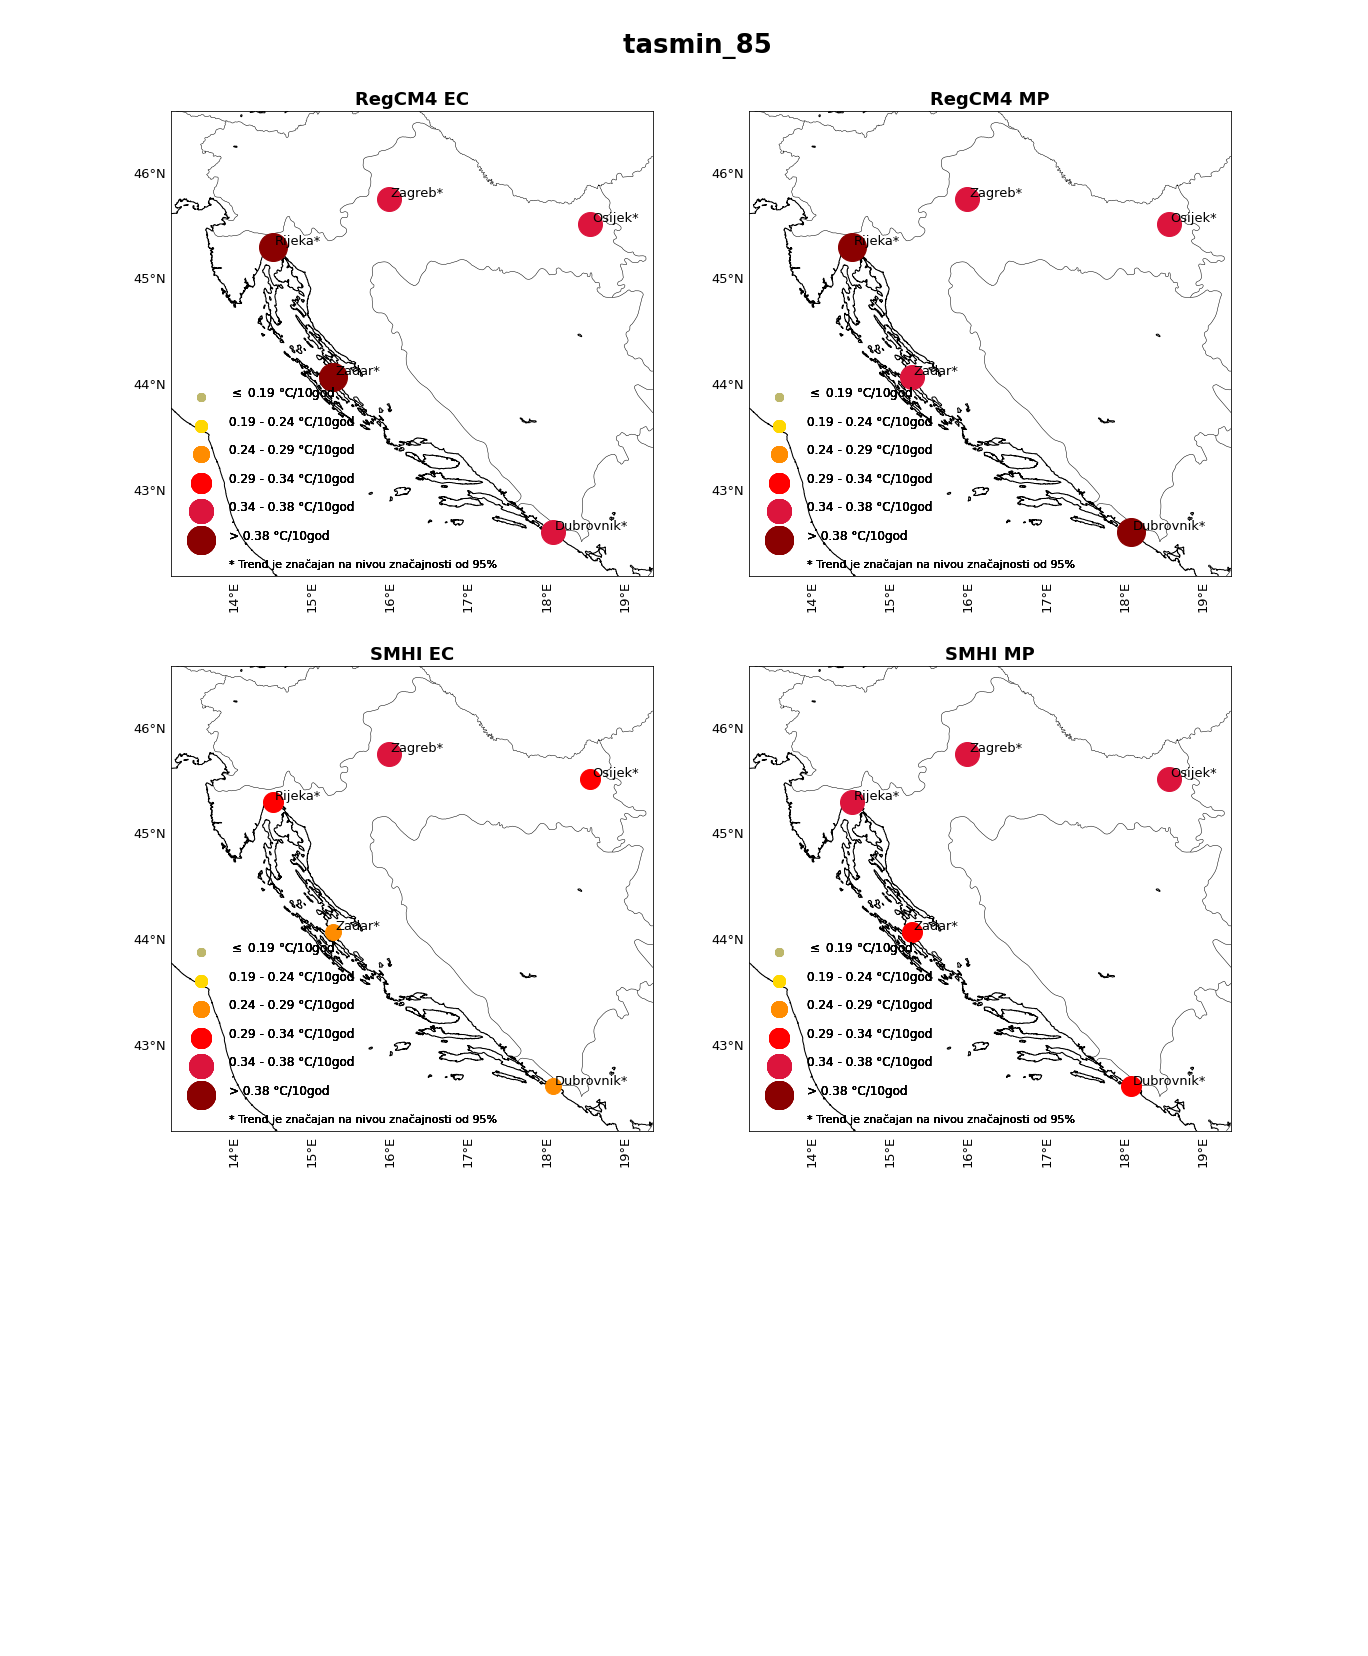 tasmin_85
RegCM4 EC
46°N
45°N
44°N
43°N
Zagreb*
Osijek*
Rijeka*
Zadar*
Dubrovnik*
≤ 0.19 °C/10god
0.19 - 0.24 °C/10god
0.24 - 0.29 °C/10god
0.29 - 0.34 °C/10god
0.34 - 0.38 °C/10god
> 0.38 °C/10god
* Trend je značajan na nivou značajnosti od 95%
14°E
15°E
16°E
17°E
18°E
19°E
RegCM4 MP
46°N
45°N
44°N
43°N
Zagreb*
Osijek*
Rijeka*
Zadar*
Dubrovnik*
≤ 0.19 °C/10god
0.19 - 0.24 °C/10god
0.24 - 0.29 °C/10god
0.29 - 0.34 °C/10god
0.34 - 0.38 °C/10god
> 0.38 °C/10god
* Trend je značajan na nivou značajnosti od 95%
14°E
15°E
16°E
17°E
18°E
19°E
SMHI EC
46°N
45°N
44°N
43°N
Zagreb*
Osijek*
Rijeka*
Zadar*
Dubrovnik*
≤ 0.19 °C/10god
0.19 - 0.24 °C/10god
0.24 - 0.29 °C/10god
0.29 - 0.34 °C/10god
0.34 - 0.38 °C/10god
> 0.38 °C/10god
* Trend je značajan na nivou značajnosti od 95%
14°E
15°E
16°E
17°E
18°E
19°E
SMHI MP
46°N
45°N
44°N
43°N
Zagreb*
Osijek*
Rijeka*
Zadar*
Dubrovnik*
≤ 0.19 °C/10god
0.19 - 0.24 °C/10god
0.24 - 0.29 °C/10god
0.29 - 0.34 °C/10god
0.34 - 0.38 °C/10god
> 0.38 °C/10god
* Trend je značajan na nivou značajnosti od 95%
14°E
15°E
16°E
17°E
18°E
19°E